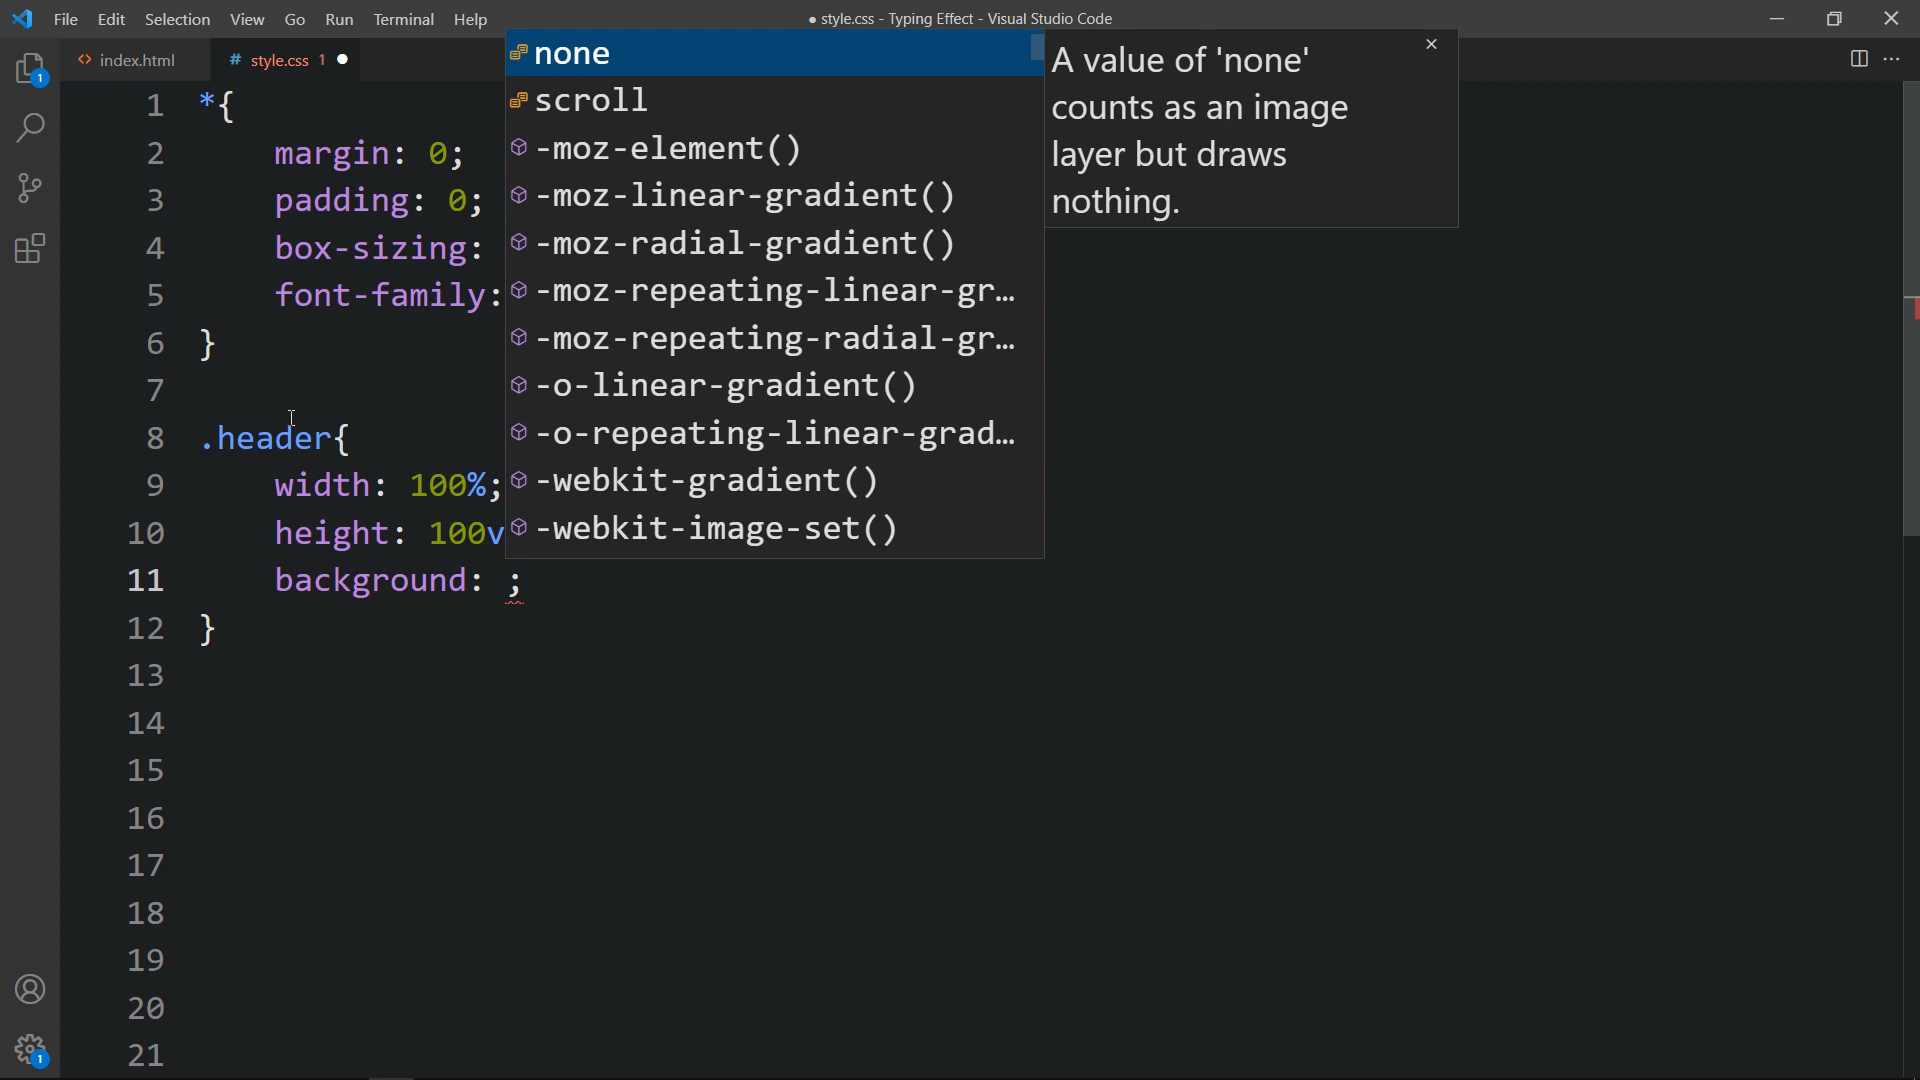 File Edit Selection View Go Run Terminal Help
● style.css - Typing Effect - Visual Studio Code
<> index.html
# style.css 1 ●
1 *{
2 margin: 0;
3 padding: 0;
4 box-sizing:
5 font-family:
6 }
7
8 .header{
9 width: 100%;
10 height: 100v
11 background: ;
12 }
13
14
15
16
17
18
19
20
21
none
scroll
-moz-element()
-moz-linear-gradient()
-moz-radial-gradient()
-moz-repeating-linear-gr…
-moz-repeating-radial-gr…
-o-linear-gradient()
-o-repeating-linear-grad…
-webkit-gradient()
-webkit-image-set()
A value of 'none'
counts as an image
layer but draws
nothing.
1
1